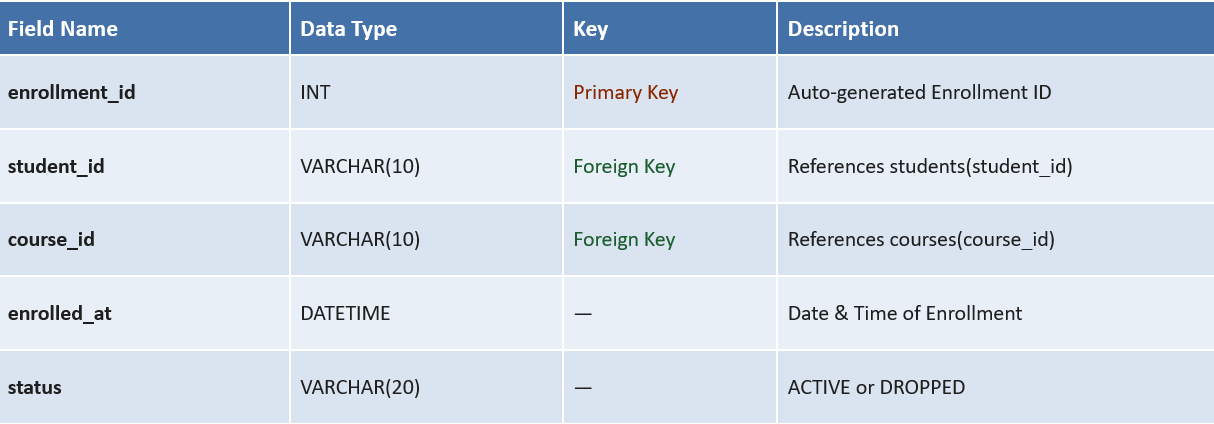 Field Name Data Type Key Description
enrollment_id INT Primary Key Auto-generated Enrollment ID
student_id VARCHAR(10) Foreign Key References students(student_id)
course_id VARCHAR(10) Foreign Key References courses(course_id)
enrolled_at DATETIME — Date & Time of Enrollment
status VARCHAR(20) — ACTIVE or DROPPED